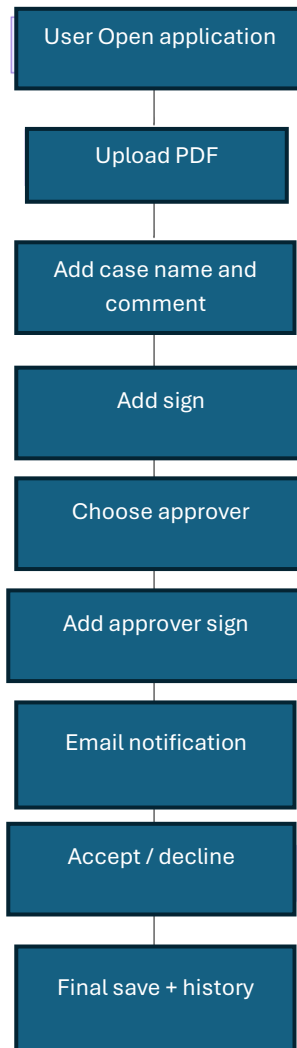 User Open application
Upload PDF
Add case name and
comment
Add sign
Choose approver
Add approver sign
Email notification
Accept / decline
Final save + history